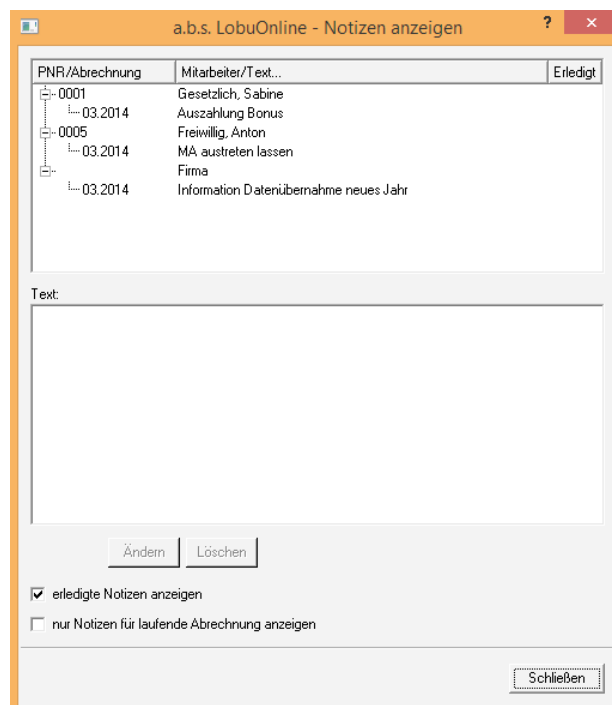 a.b.s. LobuOnline - Notizen anzeigen ? ×
PNR/Abrechnung Mitarbeiter/Text... Erledigt
0001 Gesetzlich, Sabine
03.2014 Auszahlung Bonus
0005 Freiwillig, Anton
03.2014 MA austreten lassen
Firma
03.2014 Information Datenübernahme neues Jahr
Text:
Ändern Löschen
erledigte Notizen anzeigen
nur Notizen für laufende Abrechnung anzeigen
Schließen